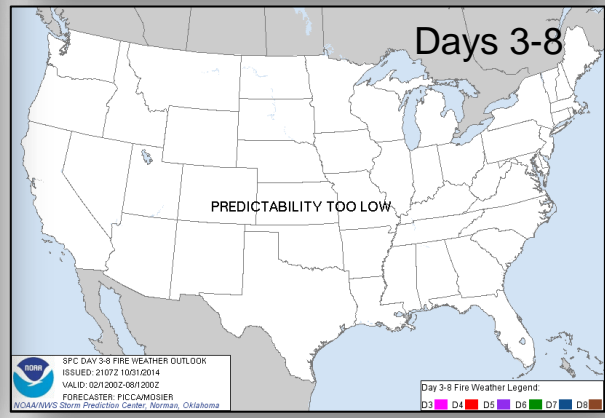 Days 3-8
PREDICTABILITY TOO LOW
NOAA
SPC DAY 3-8 FIRE WEATHER OUTLOOK
ISSUED: 2107Z 10/31/2014
VALID: 02/1200Z-08/1200Z
FORECASTER: PICCA/MOSIER
NOAA/NWS Storm Prediction Center, Norman, Oklahoma
Day 3-8 Fire Weather Legend:
D3 D4 D5 D6 D7 D8